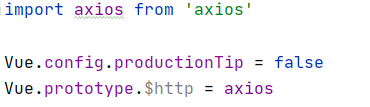 import axios from 'axios'
Vue.config.productionTip = false
Vue.prototype.$http = axios